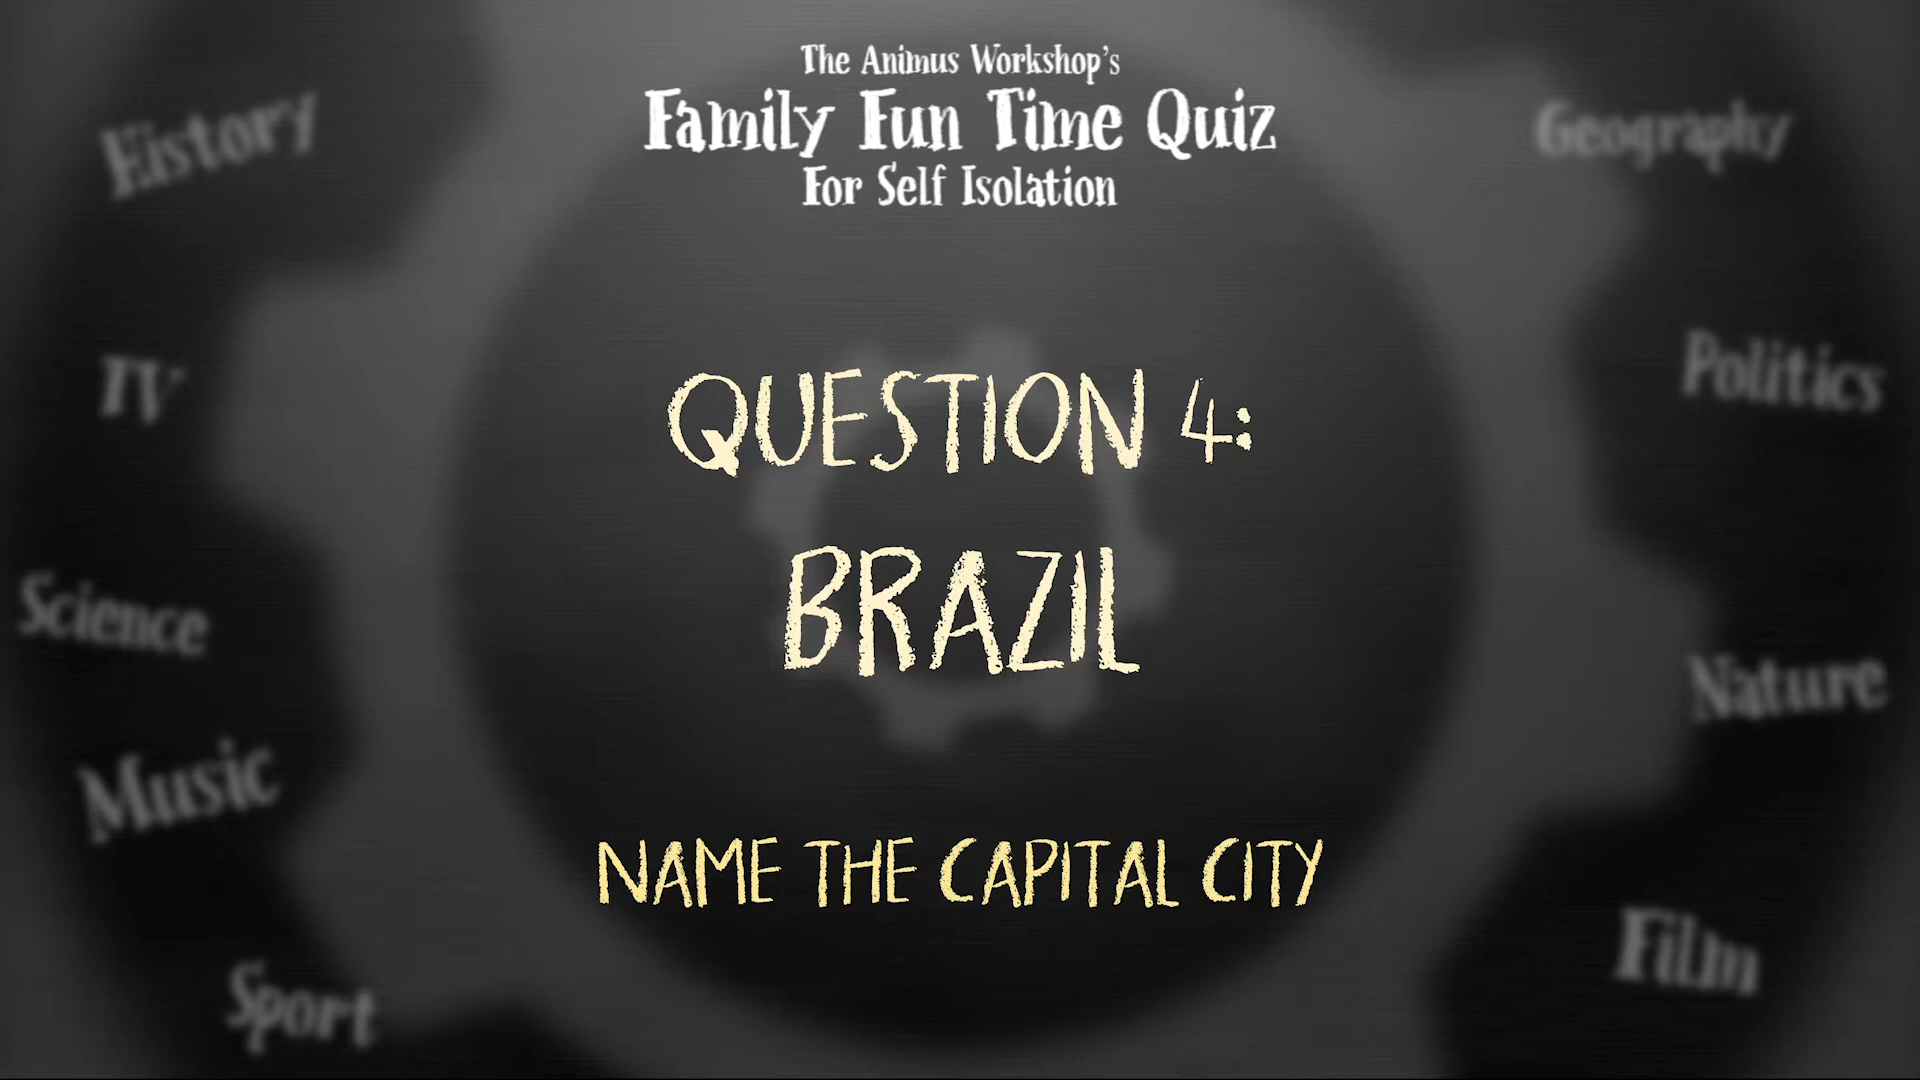 The Animus Workshop's
Family Fun Time Quiz
For Self Isolation
History
Geography
TV
Politics
QUESTION 4:
BRAZIL
Science
Nature
Music
NAME THE CAPITAL CITY
Film
Sport